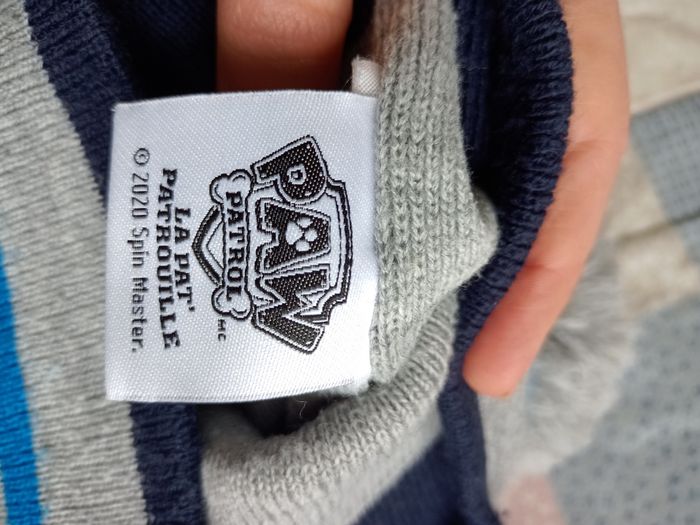 PAW
PATROL
MC
LA PAT'
PATROUILLE
© 2020 Spin Master.